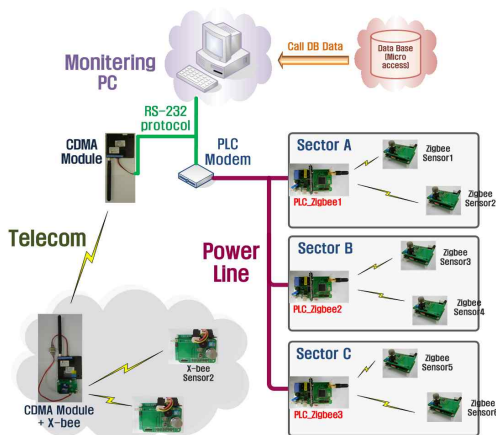 Call DB Data
Data Base
(Micro
access)
Monitering
PC
RS-232
protocol
CDMA
Module
PLC
Modem
Sector A
Zigbee
Sensor1
PLC_Zigbee1
Zigbee
Sensor2
Telecom
Power
Line
Sector B
Zigbee
Sensor3
PLC_Zigbee2
Zigbee
Sensor4
Sector C
Zigbee
Sensor5
PLC_Zigbee3
Zigbee
Sensor6
X-bee
Sensor2
CDMA Module
+ X-bee